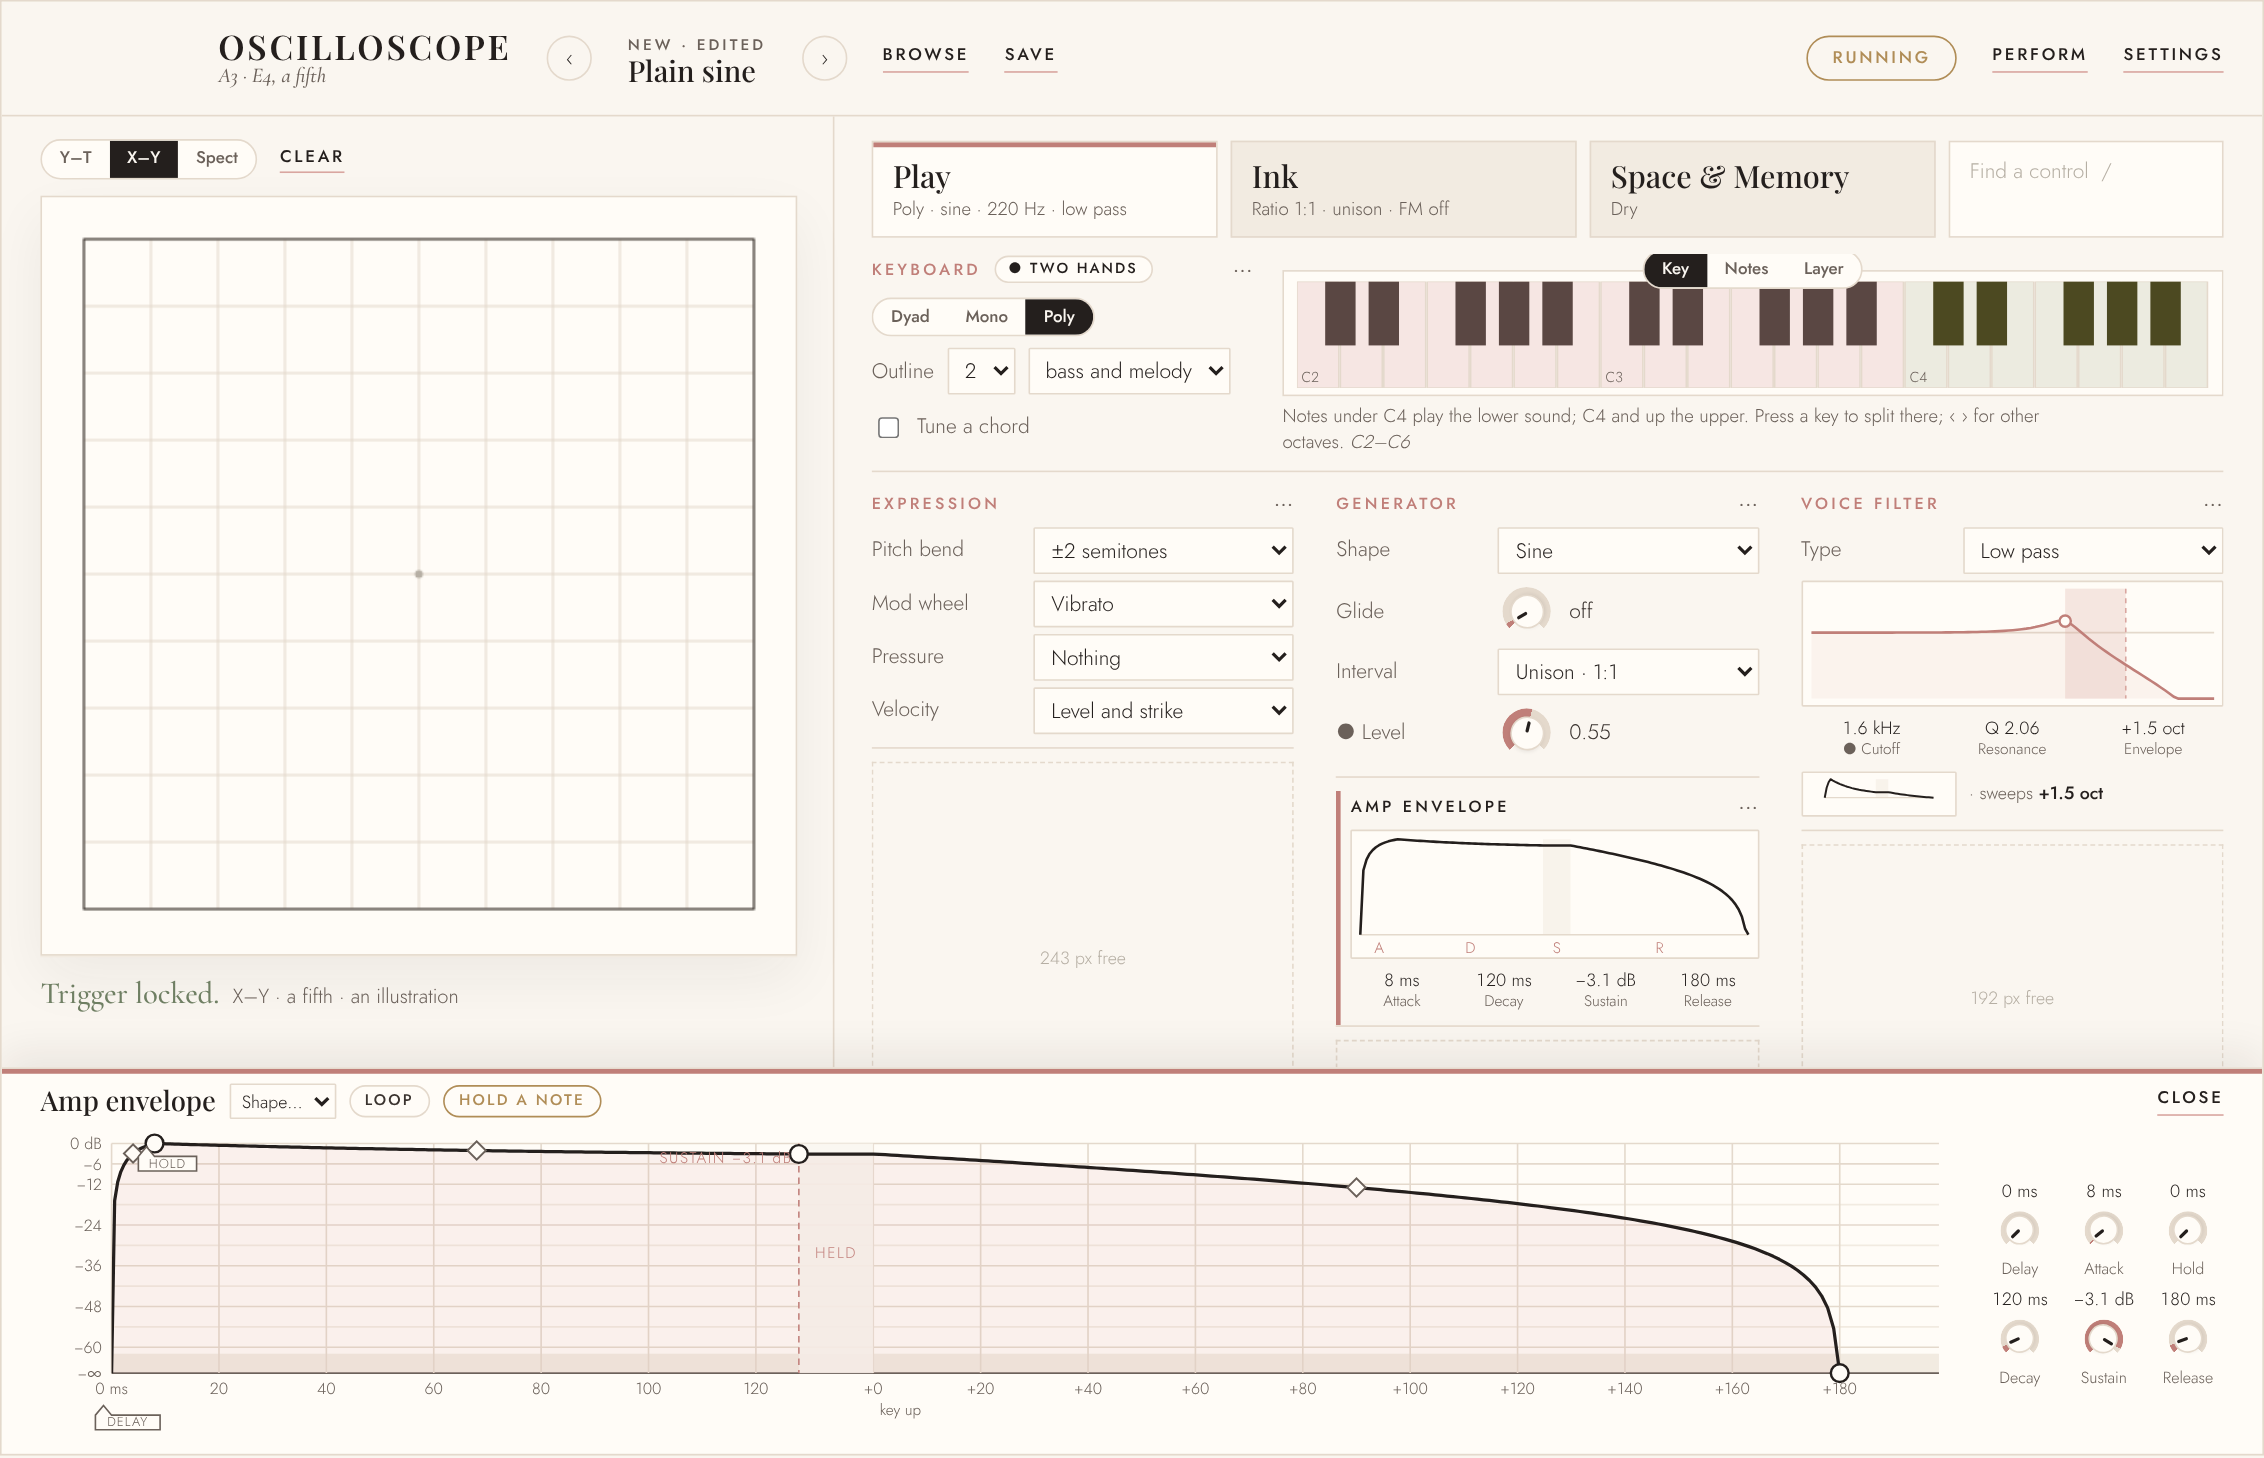 OSCILLOSCOPE
A3 · E4, a fifth
‹
NEW · EDITED
Plain sine
›
BROWSE
SAVE
RUNNING
PERFORM
SETTINGS
Y–T
X–Y
Spect
CLEAR
Trigger locked. X–Y · a fifth · an illustration
Play
Poly · sine · 220 Hz · low pass
Ink
Ratio 1:1 · unison · FM off
Space & Memory
Dry
Find a control /
KEYBOARD
TWO HANDS
...
Dyad
Mono
Poly
Outline
2
bass and melody
Tune a chord
Key
Notes
Layer
C2
C3
C4
Notes under C4 play the lower sound; C4 and up the upper. Press a key to split there; ‹ › for other
octaves. C2–C6
EXPRESSION
...
Pitch bend
±2 semitones
Mod wheel
Vibrato
Pressure
Nothing
Velocity
Level and strike
243 px free
GENERATOR
...
Shape
Sine
Glide
off
Interval
Unison · 1:1
Level
0.55
AMP ENVELOPE
...
A
D
S
R
8 ms
120 ms
−3.1 dB
180 ms
Attack
Decay
Sustain
Release
VOICE FILTER
...
Type
Low pass
1.6 kHz
Q 2.06
+1.5 oct
Cutoff
Resonance
Envelope
· sweeps +1.5 oct
192 px free
Amp envelope
Shape...
LOOP
HOLD A NOTE
CLOSE
0 dB
−6
−12
−24
−36
−48
−60
−∞
HOLD
SUSTAIN −3.1 dB
HELD
0 ms
20
40
60
80
100
120
+0
+20
+40
+60
+80
+100
+120
+140
+160
+180
key up
DELAY
0 ms
8 ms
0 ms
Delay
Attack
Hold
120 ms
−3.1 dB
180 ms
Decay
Sustain
Release